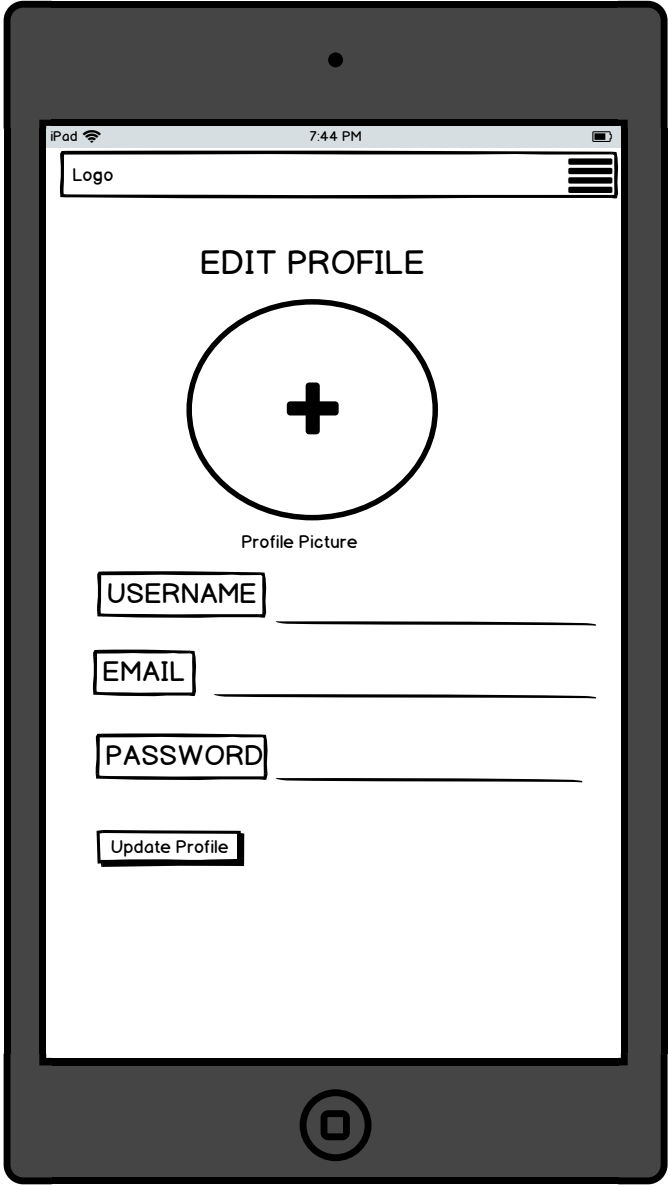 iPad 7:44 PM
Logo
EDIT PROFILE
Profile Picture
USERNAME
EMAIL
PASSWORD
Update Profile